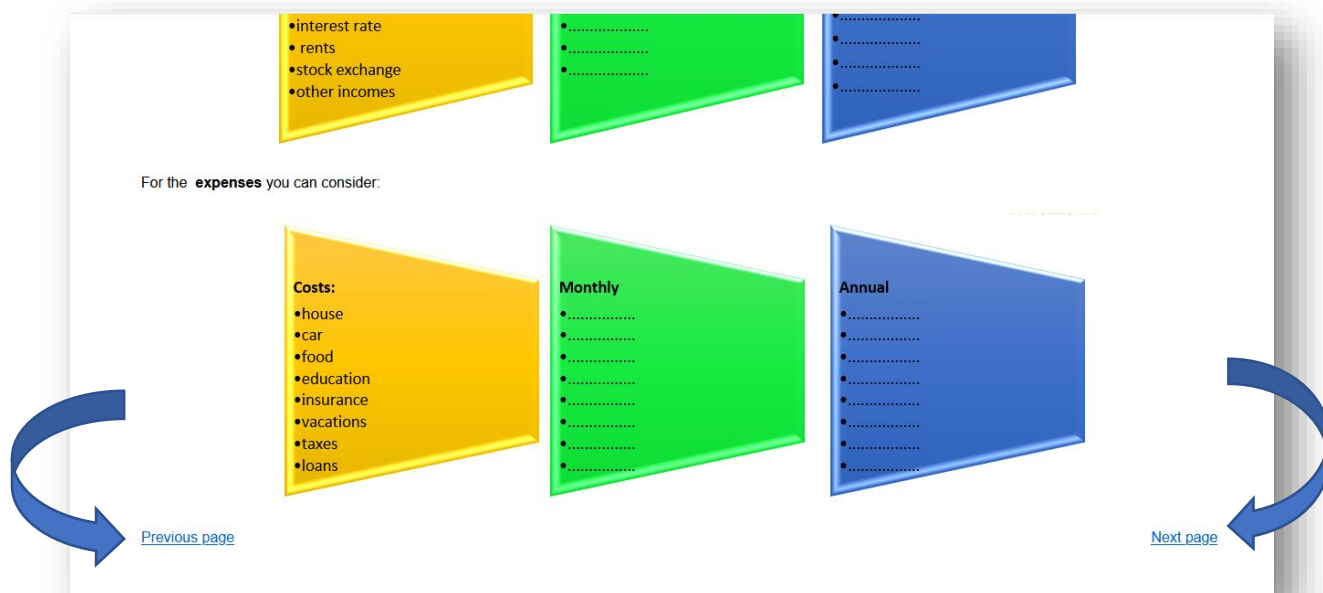 •interest rate
• rents
•stock exchange
•other incomes
•...................
•...................
•...................
•...................
•...................
•...................
•...................
For the expenses you can consider:
Costs:
•house
•car
•food
•education
•insurance
•vacations
•taxes
•loans
Monthly
•................
•................
•................
•................
•................
•................
•................
•................
Annual
•.................
•.................
•.................
•.................
•.................
•.................
•.................
•.................
Previous page
Next page